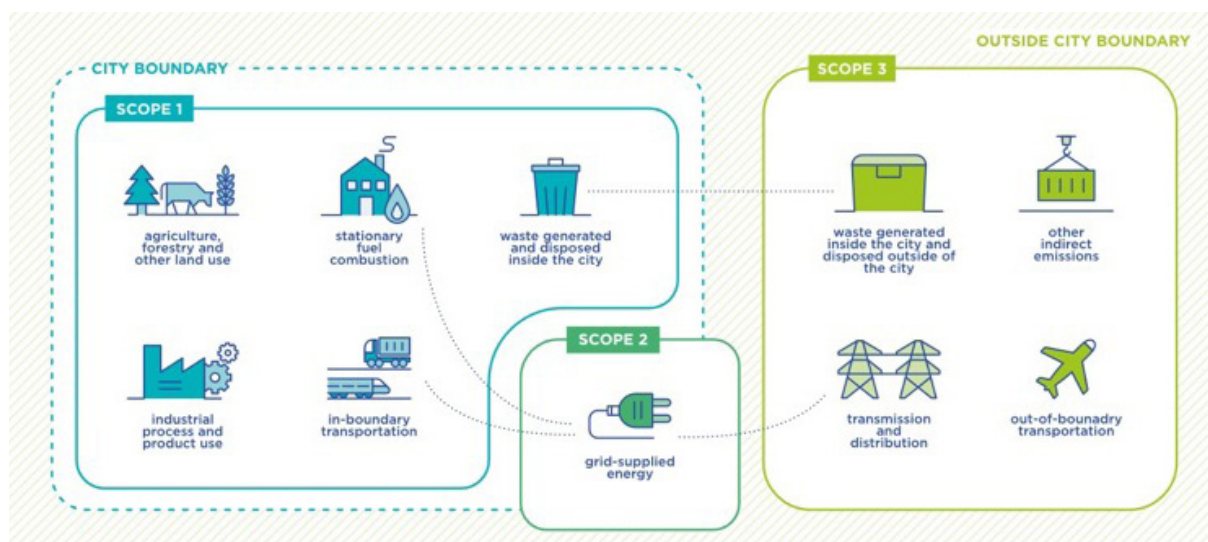 OUTSIDE CITY BOUNDARY
CITY BOUNDARY
SCOPE 1
agriculture,
forestry and
other land use
stationary
fuel
combustion
waste generated
and disposed
inside the city
industrial
process and
product use
in-boundary
transportation
SCOPE 2
grid-supplied
energy
SCOPE 3
waste generated
inside the city and
disposed outside of
the city
other
indirect
emissions
transmission
and
distribution
out-of-bounadry
transportation